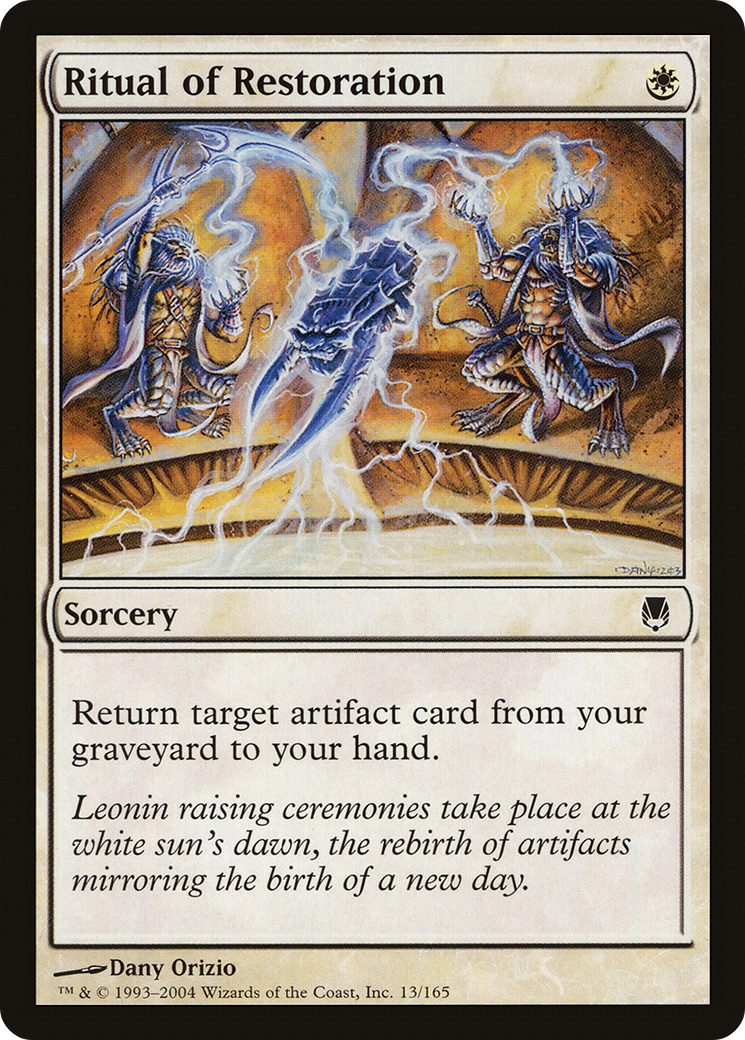 Ritual of Restoration
Sorcery
Return target artifact card from your
graveyard to your hand.
Leonin raising ceremonies take place at the
white sun's dawn, the rebirth of artifacts
mirroring the birth of a new day.
Dany Orizio
™ & © 1993–2004 Wizards of the Coast, Inc. 13/165